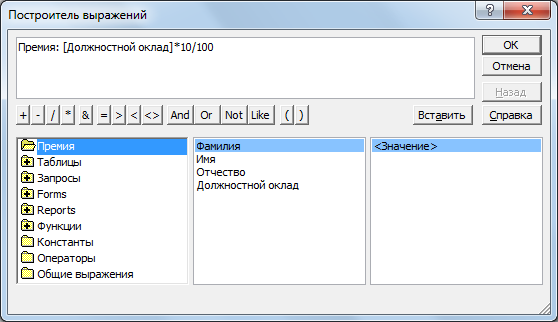 Построитель выражений
Премия: [Должностной оклад]*10/100
OK
Отмена
Назад
+ - / * & = > < <> And Or Not Like ( )
Вставить
Справка
Премия
Таблицы
Запросы
Forms
Reports
Функции
Константы
Операторы
Общие выражения
Фамилия
Имя
Отчество
Должностной оклад
<Значение>